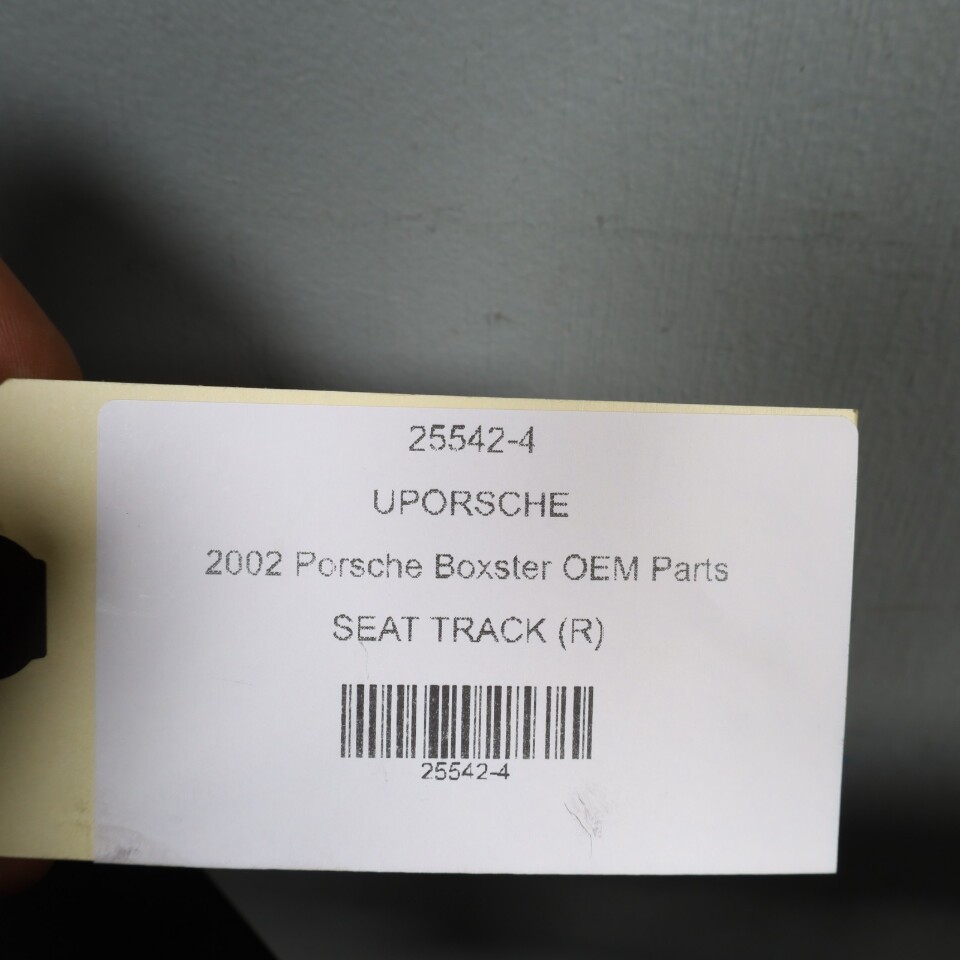 25542-4
UPORSCHE
2002 Porsche Boxster OEM Parts
SEAT TRACK (R)
25542-4